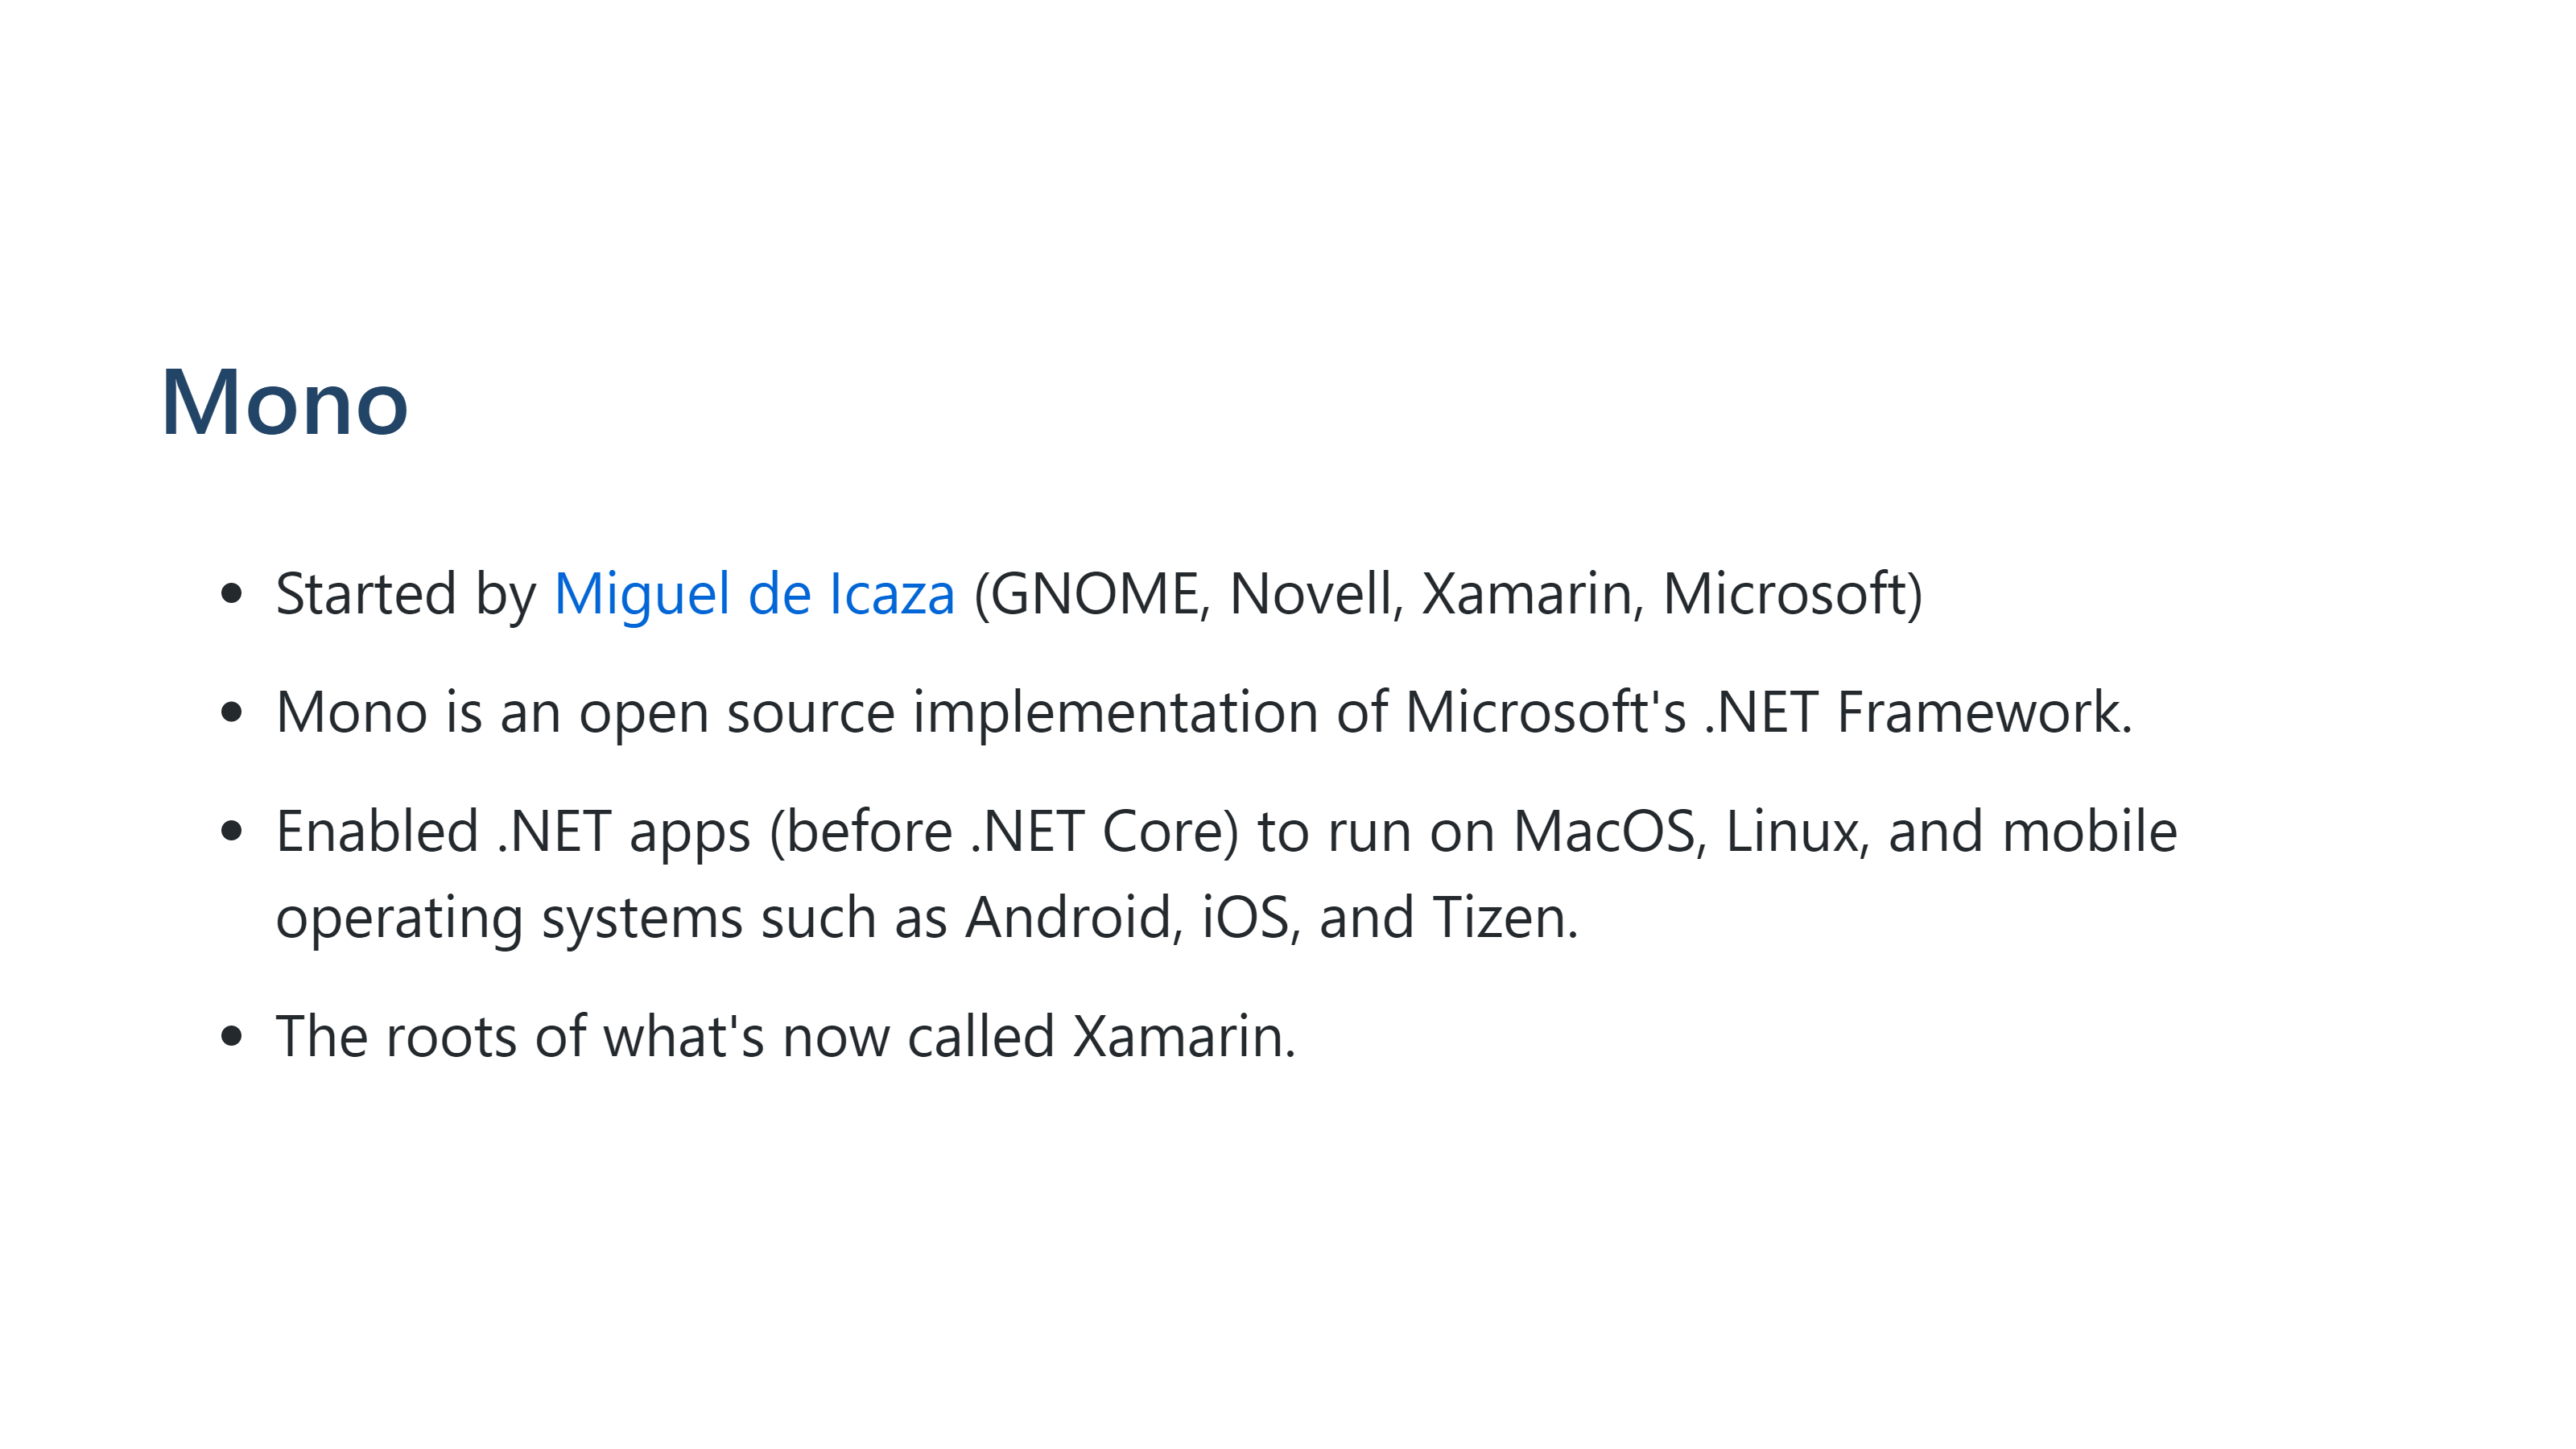 Mono
• Started by Miguel de Icaza (GNOME, Novell, Xamarin, Microsoft)
• Mono is an open source implementation of Microsoft's .NET Framework.
• Enabled .NET apps (before .NET Core) to run on MacOS, Linux, and mobile
operating systems such as Android, iOS, and Tizen.
• The roots of what's now called Xamarin.